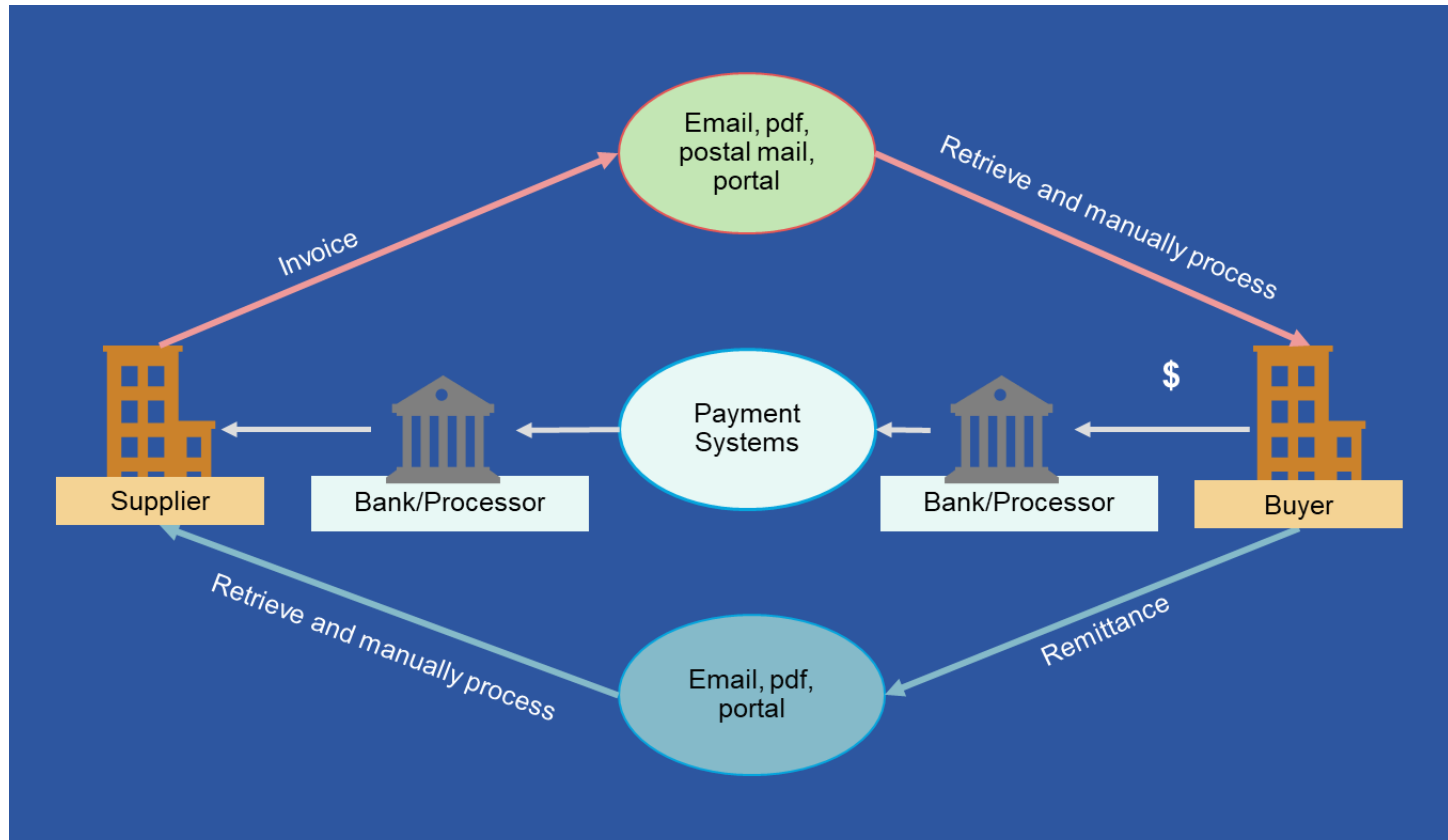 Email, pdf,
postal mail,
portal
Invoice
Retrieve and manually process
$
Payment
Systems
Supplier
Bank/Processor
Bank/Processor
Buyer
Retrieve and manually process
Remittance
Email, pdf,
portal